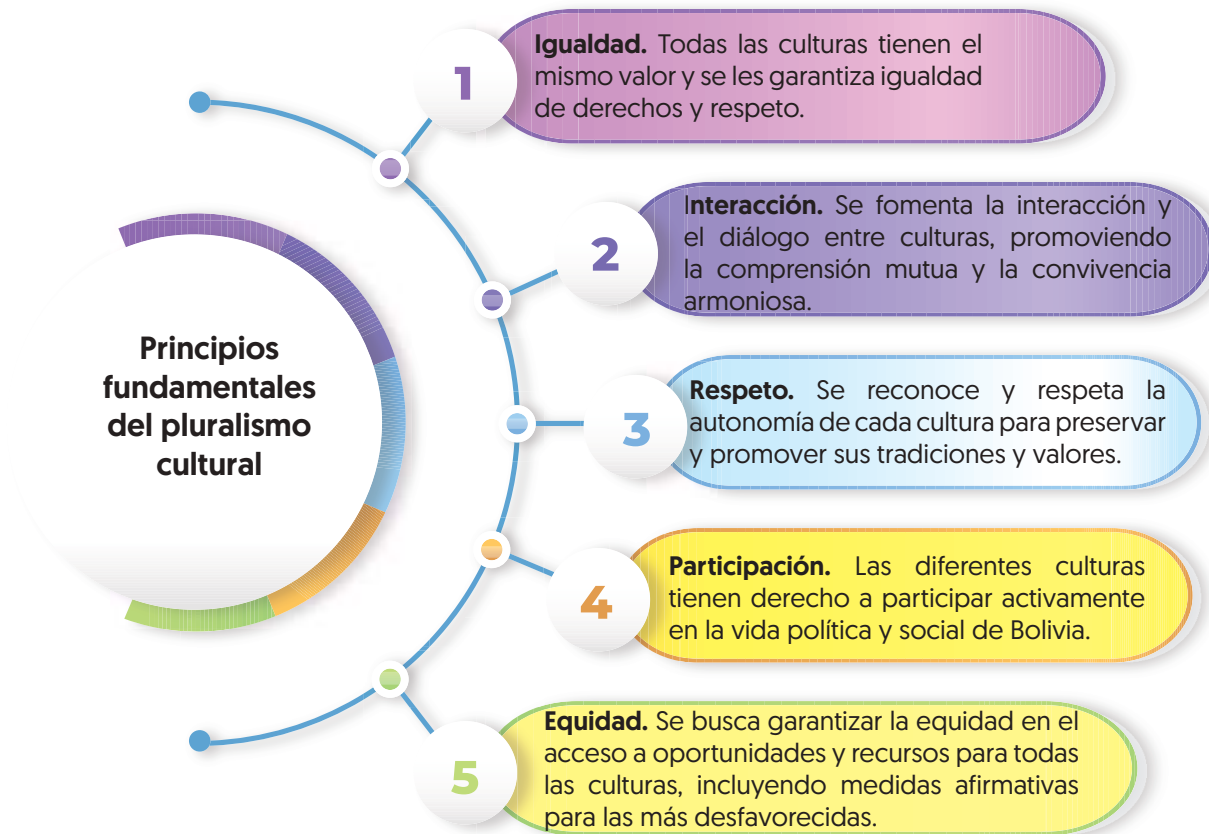 Principios
fundamentales
del pluralismo
cultural
1
Igualdad. Todas las culturas tienen el
mismo valor y se les garantiza igualdad
de derechos y respeto.
2
Interacción. Se fomenta la interacción y
el diálogo entre culturas, promoviendo
la comprensión mutua y la convivencia
armoniosa.
3
Respeto. Se reconoce y respeta la
autonomía de cada cultura para preservar
y promover sus tradiciones y valores.
4
Participación. Las diferentes culturas
tienen derecho a participar activamente
en la vida política y social de Bolivia.
5
Equidad. Se busca garantizar la equidad en el
acceso a oportunidades y recursos para todas
las culturas, incluyendo medidas afirmativas
para las más desfavorecidas.